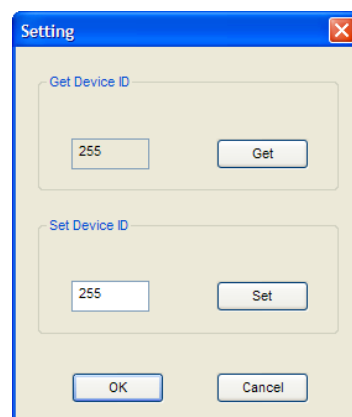 Setting
Get Device ID
255
Get
Set Device ID
255
Set
OK
Cancel